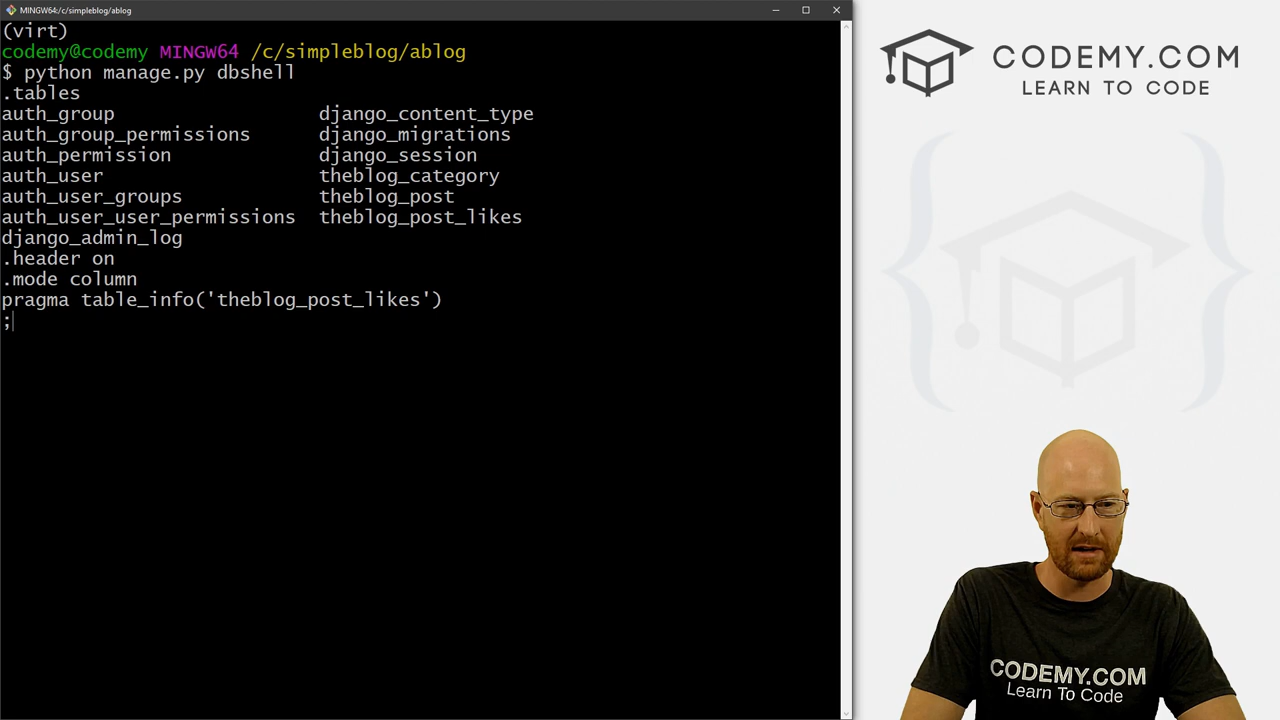 MINGW64:/c/simpleblog/ablog
(virt)
codemy@codemy MINGW64 /c/simpleblog/ablog
$ python manage.py dbshell
.tables
auth_group django_content_type
auth_group_permissions django_migrations
auth_permission django_session
auth_user theblog_category
auth_user_groups theblog_post
auth_user_user_permissions theblog_post_likes
django_admin_log
.header on
.mode column
pragma table_info('theblog_post_likes')
;
CODEMY.COM
LEARN TO CODE
CODEMY.COM
Learn To Code